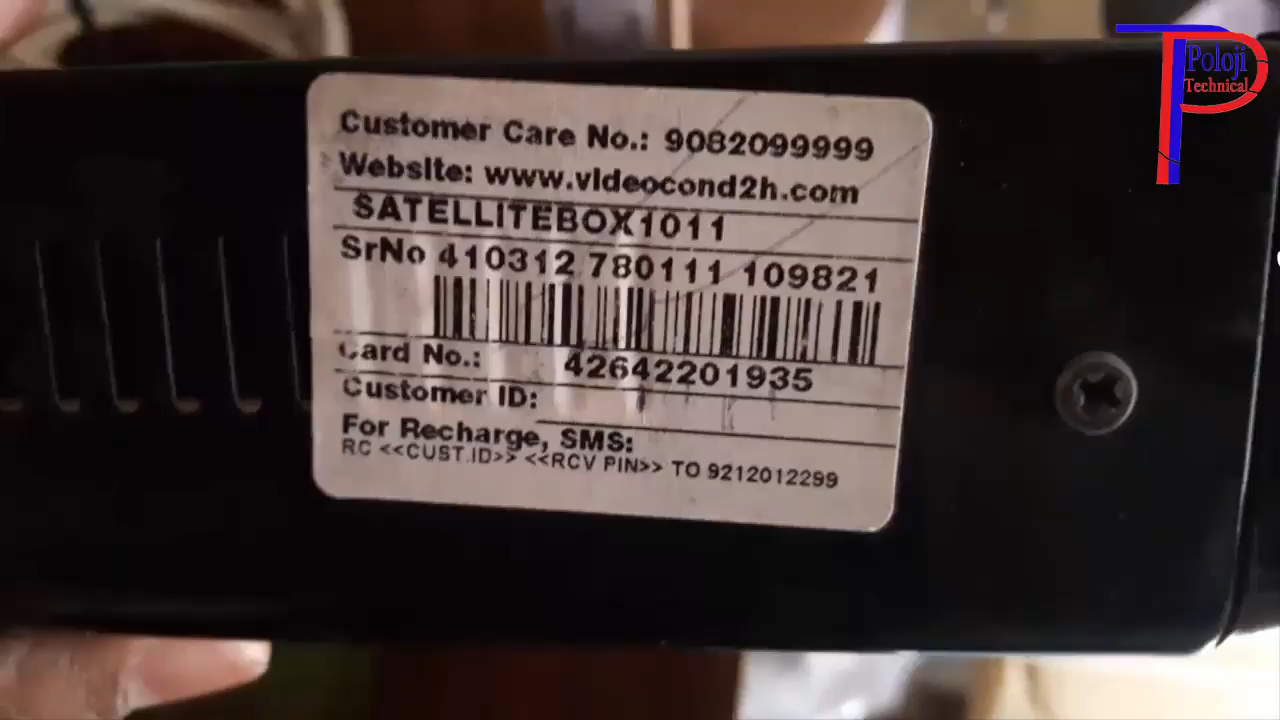 Poloji
Technical
Customer Care No.: 9082099999
Website: www.videocond2h.com
SATELLITEBOX1011
SrNo 410312 780111 109821
Card No.: 42642201935
Customer ID:
For Recharge, SMS:
RC <<CUST.ID>> <<RCV PIN>> TO 9212012299